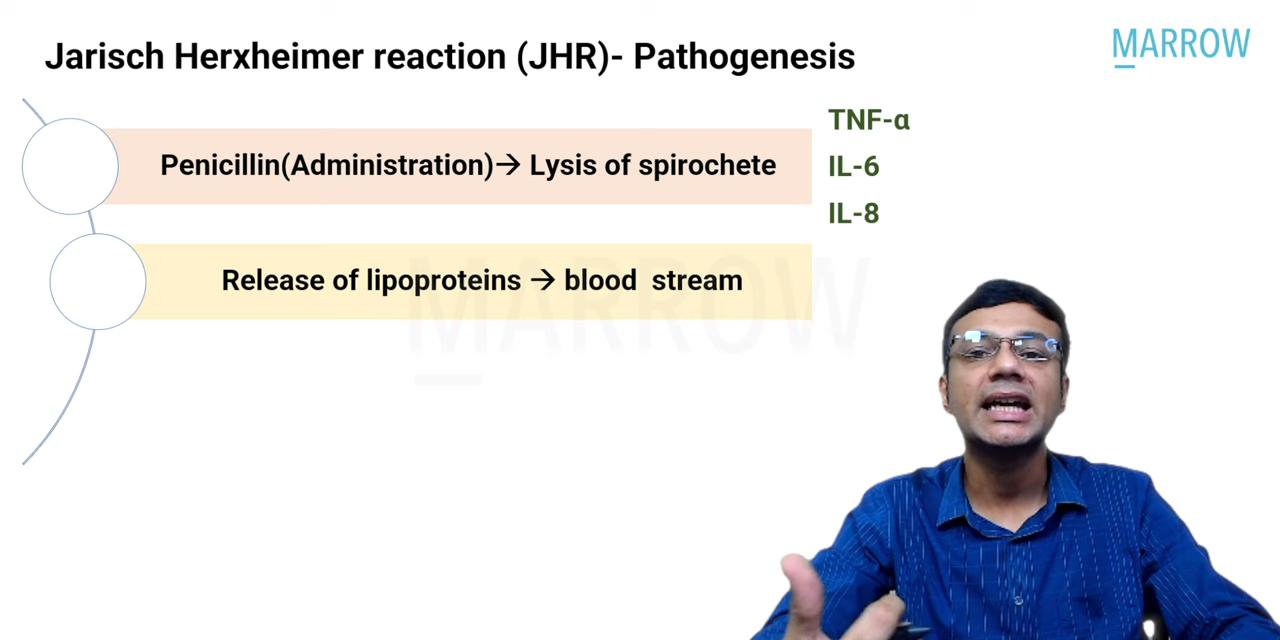 Jarisch Herxheimer reaction (JHR)- Pathogenesis
MARROW
TNF-α
Penicillin(Administration)→ Lysis of spirochete
IL-6
IL-8
Release of lipoproteins → blood  stream
MARROW